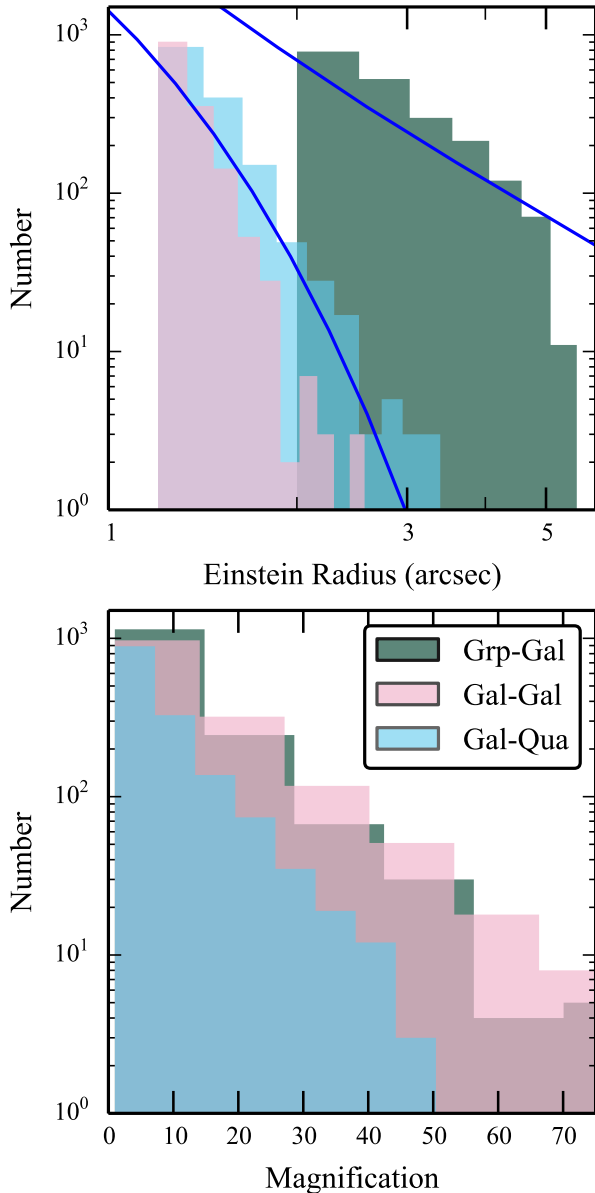 10³
10²
10¹
10⁰
Number
1
3
5
Einstein Radius (arcsec)
10³
10²
10¹
10⁰
Number
Grp-Gal
Gal-Gal
Gal-Qua
0 10 20 30 40 50 60 70
Magnification